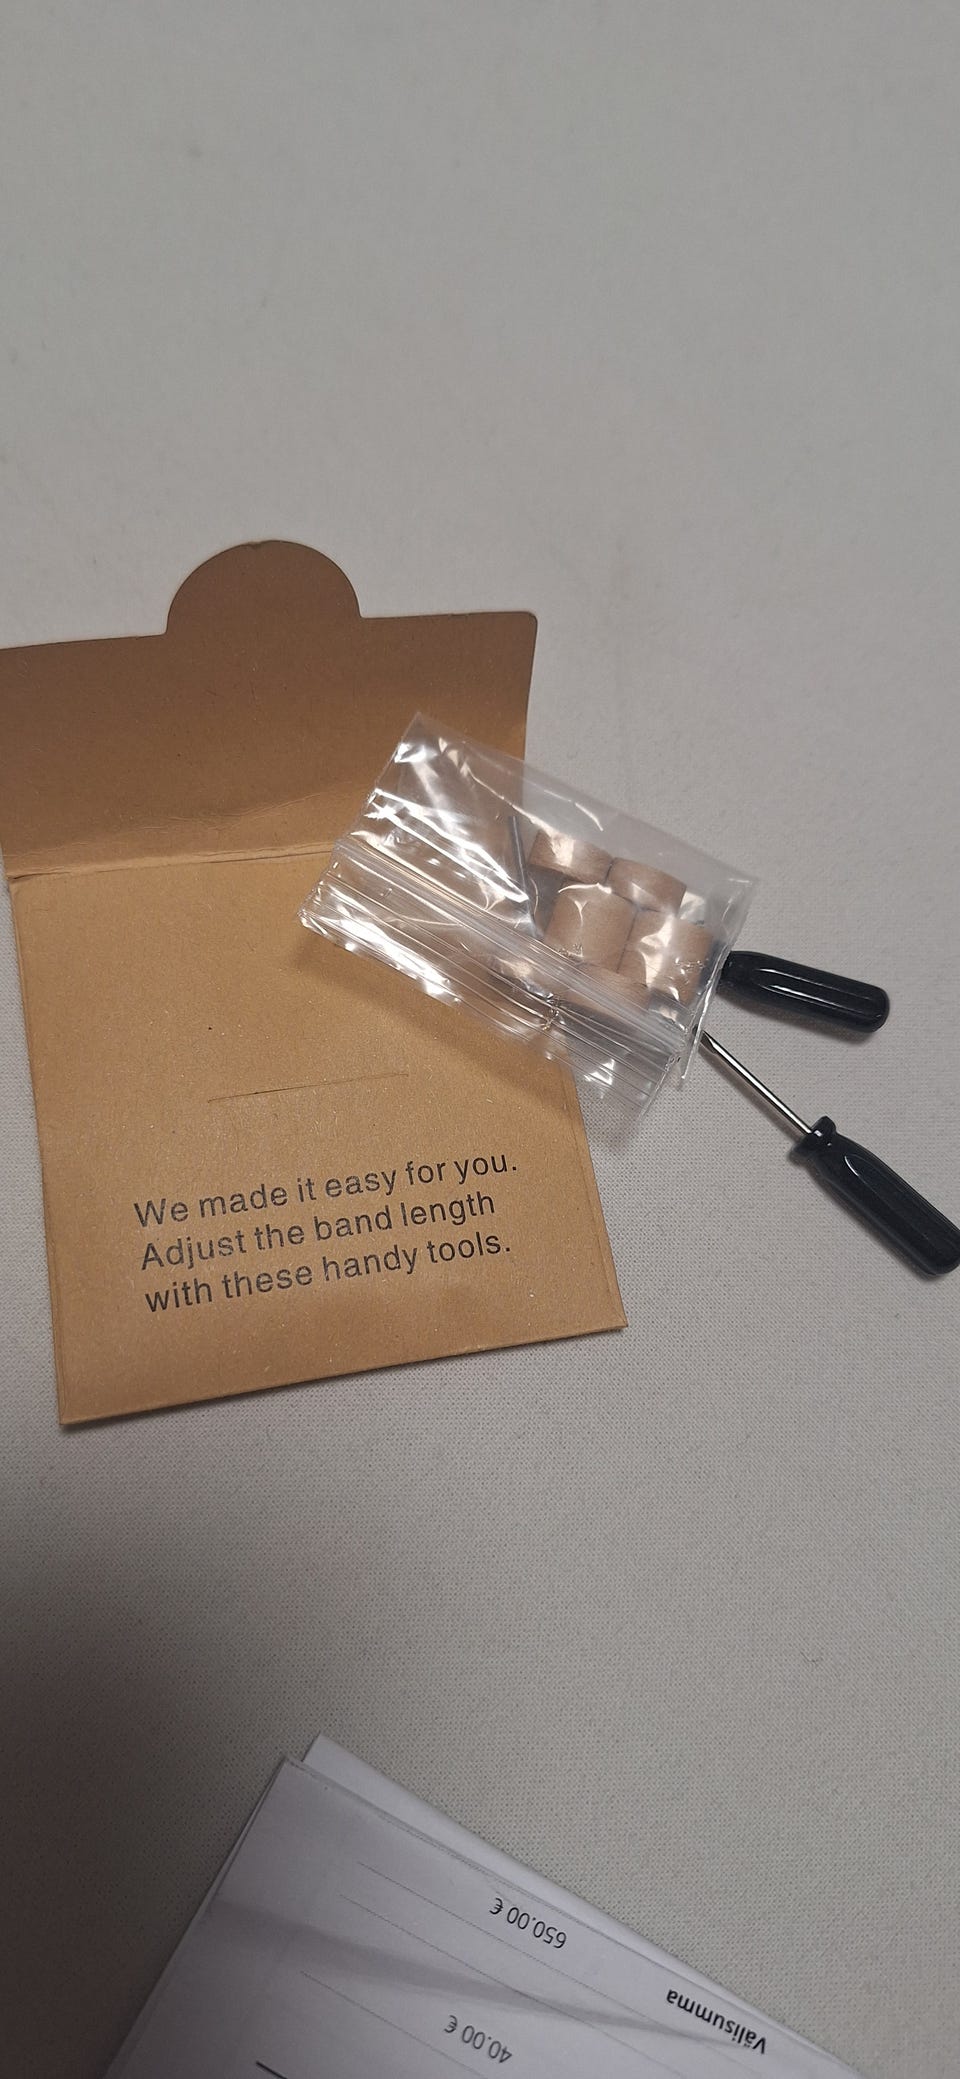 We made it easy for you.
Adjust the band length
with these handy tools.
Välisumma
650.00 €
40.00 €